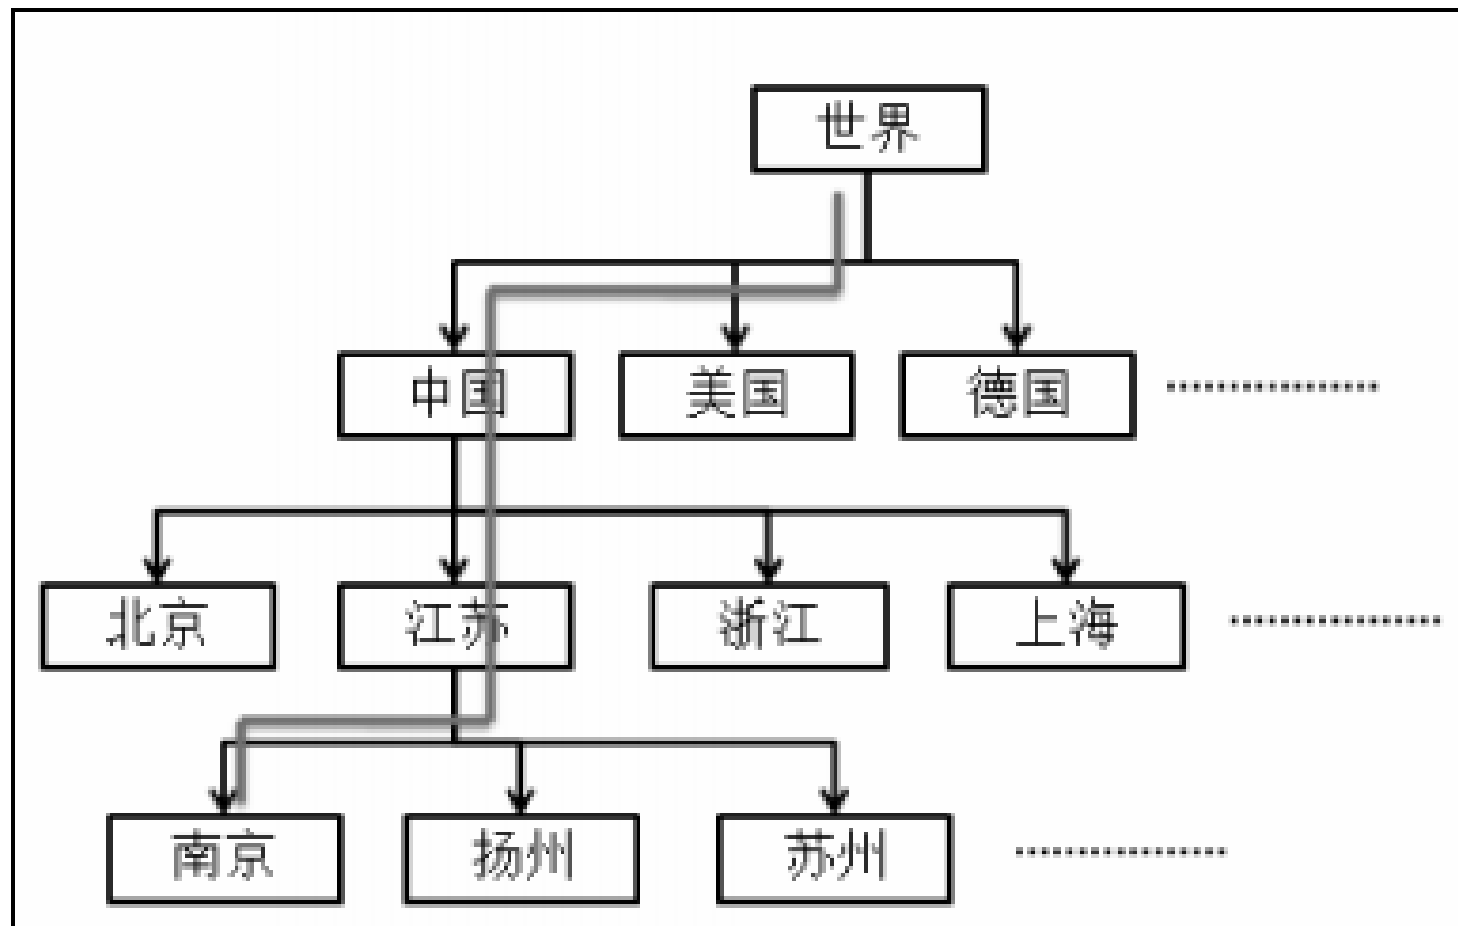 世界
中国 美国 德国 ..................
北京 江苏 浙江 上海 ..................
南京 扬州 苏州 ..................